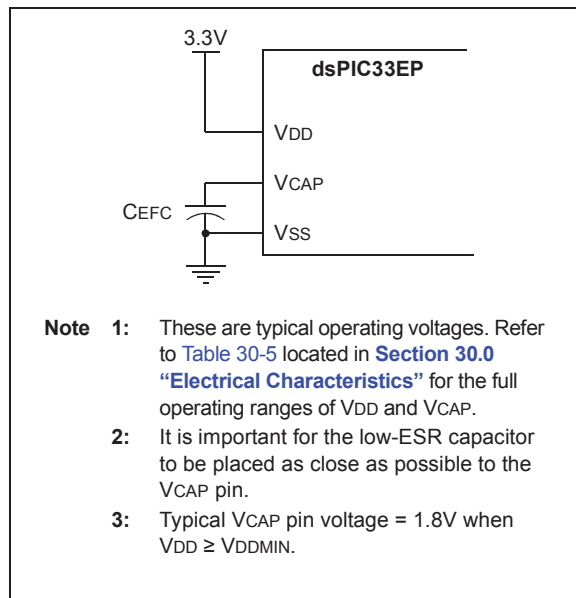 3.3V
dsPIC33EP
VDD
VCAP
CEFC
VSS
Note 1: These are typical operating voltages. Refer
to Table 30-5 located in Section 30.0
“Electrical Characteristics” for the full
operating ranges of VDD and VCAP.
2: It is important for the low-ESR capacitor
to be placed as close as possible to the
VCAP pin.
3: Typical VCAP pin voltage = 1.8V when
VDD ≥ VDDMIN.